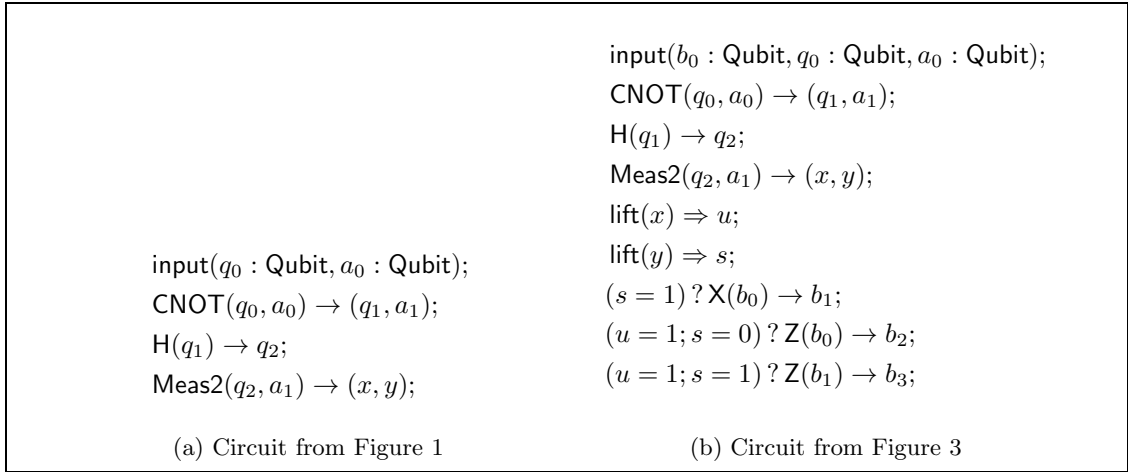 input(q₀ : Qubit, a₀ : Qubit);
CNOT(q₀, a₀) → (q₁, a₁);
H(q₁) → q₂;
Meas2(q₂, a₁) → (x, y);
(a) Circuit from Figure 1
input(b₀ : Qubit, q₀ : Qubit, a₀ : Qubit);
CNOT(q₀, a₀) → (q₁, a₁);
H(q₁) → q₂;
Meas2(q₂, a₁) → (x, y);
lift(x) ⇒ u;
lift(y) ⇒ s;
(s = 1) ? X(b₀) → b₁;
(u = 1; s = 0) ? Z(b₀) → b₂;
(u = 1; s = 1) ? Z(b₁) → b₃;
(b) Circuit from Figure 3